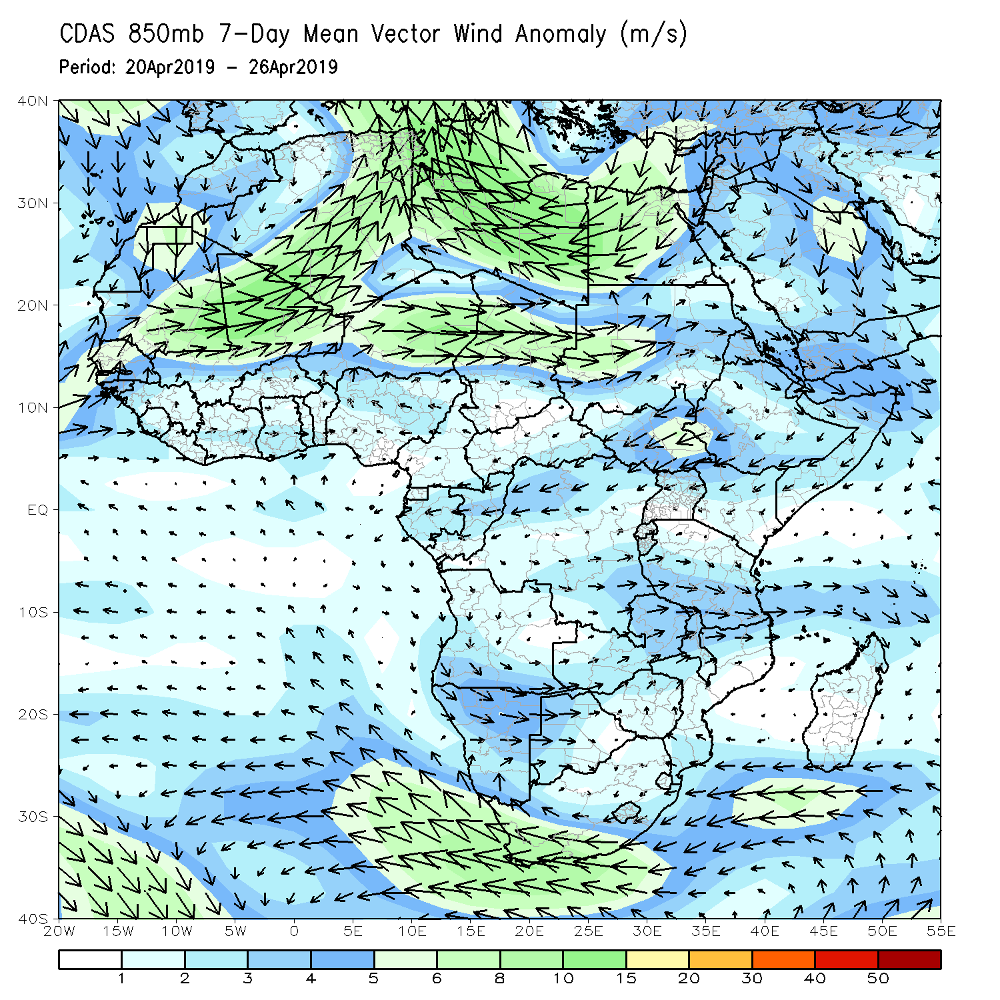 CDAS 850mb 7-Day Mean Vector Wind Anomaly (m/s)
Period: 20Apr2019 - 26Apr2019
40N
30N
20N
10N
EQ
10S
20S
30S
40S
20W 15W 10W 5W 0 5E 10E 15E 20E 25E 30E 35E 40E 45E 50E 55E
1 2 3 4 5 6 8 10 15 20 30 40 50